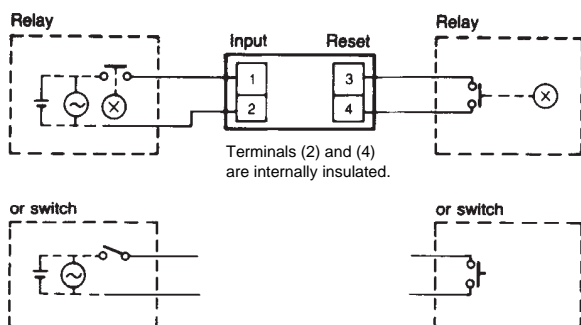 Relay
Input Reset
Relay
1 3
2 4
Terminals (2) and (4)
are internally insulated.
or switch
or switch